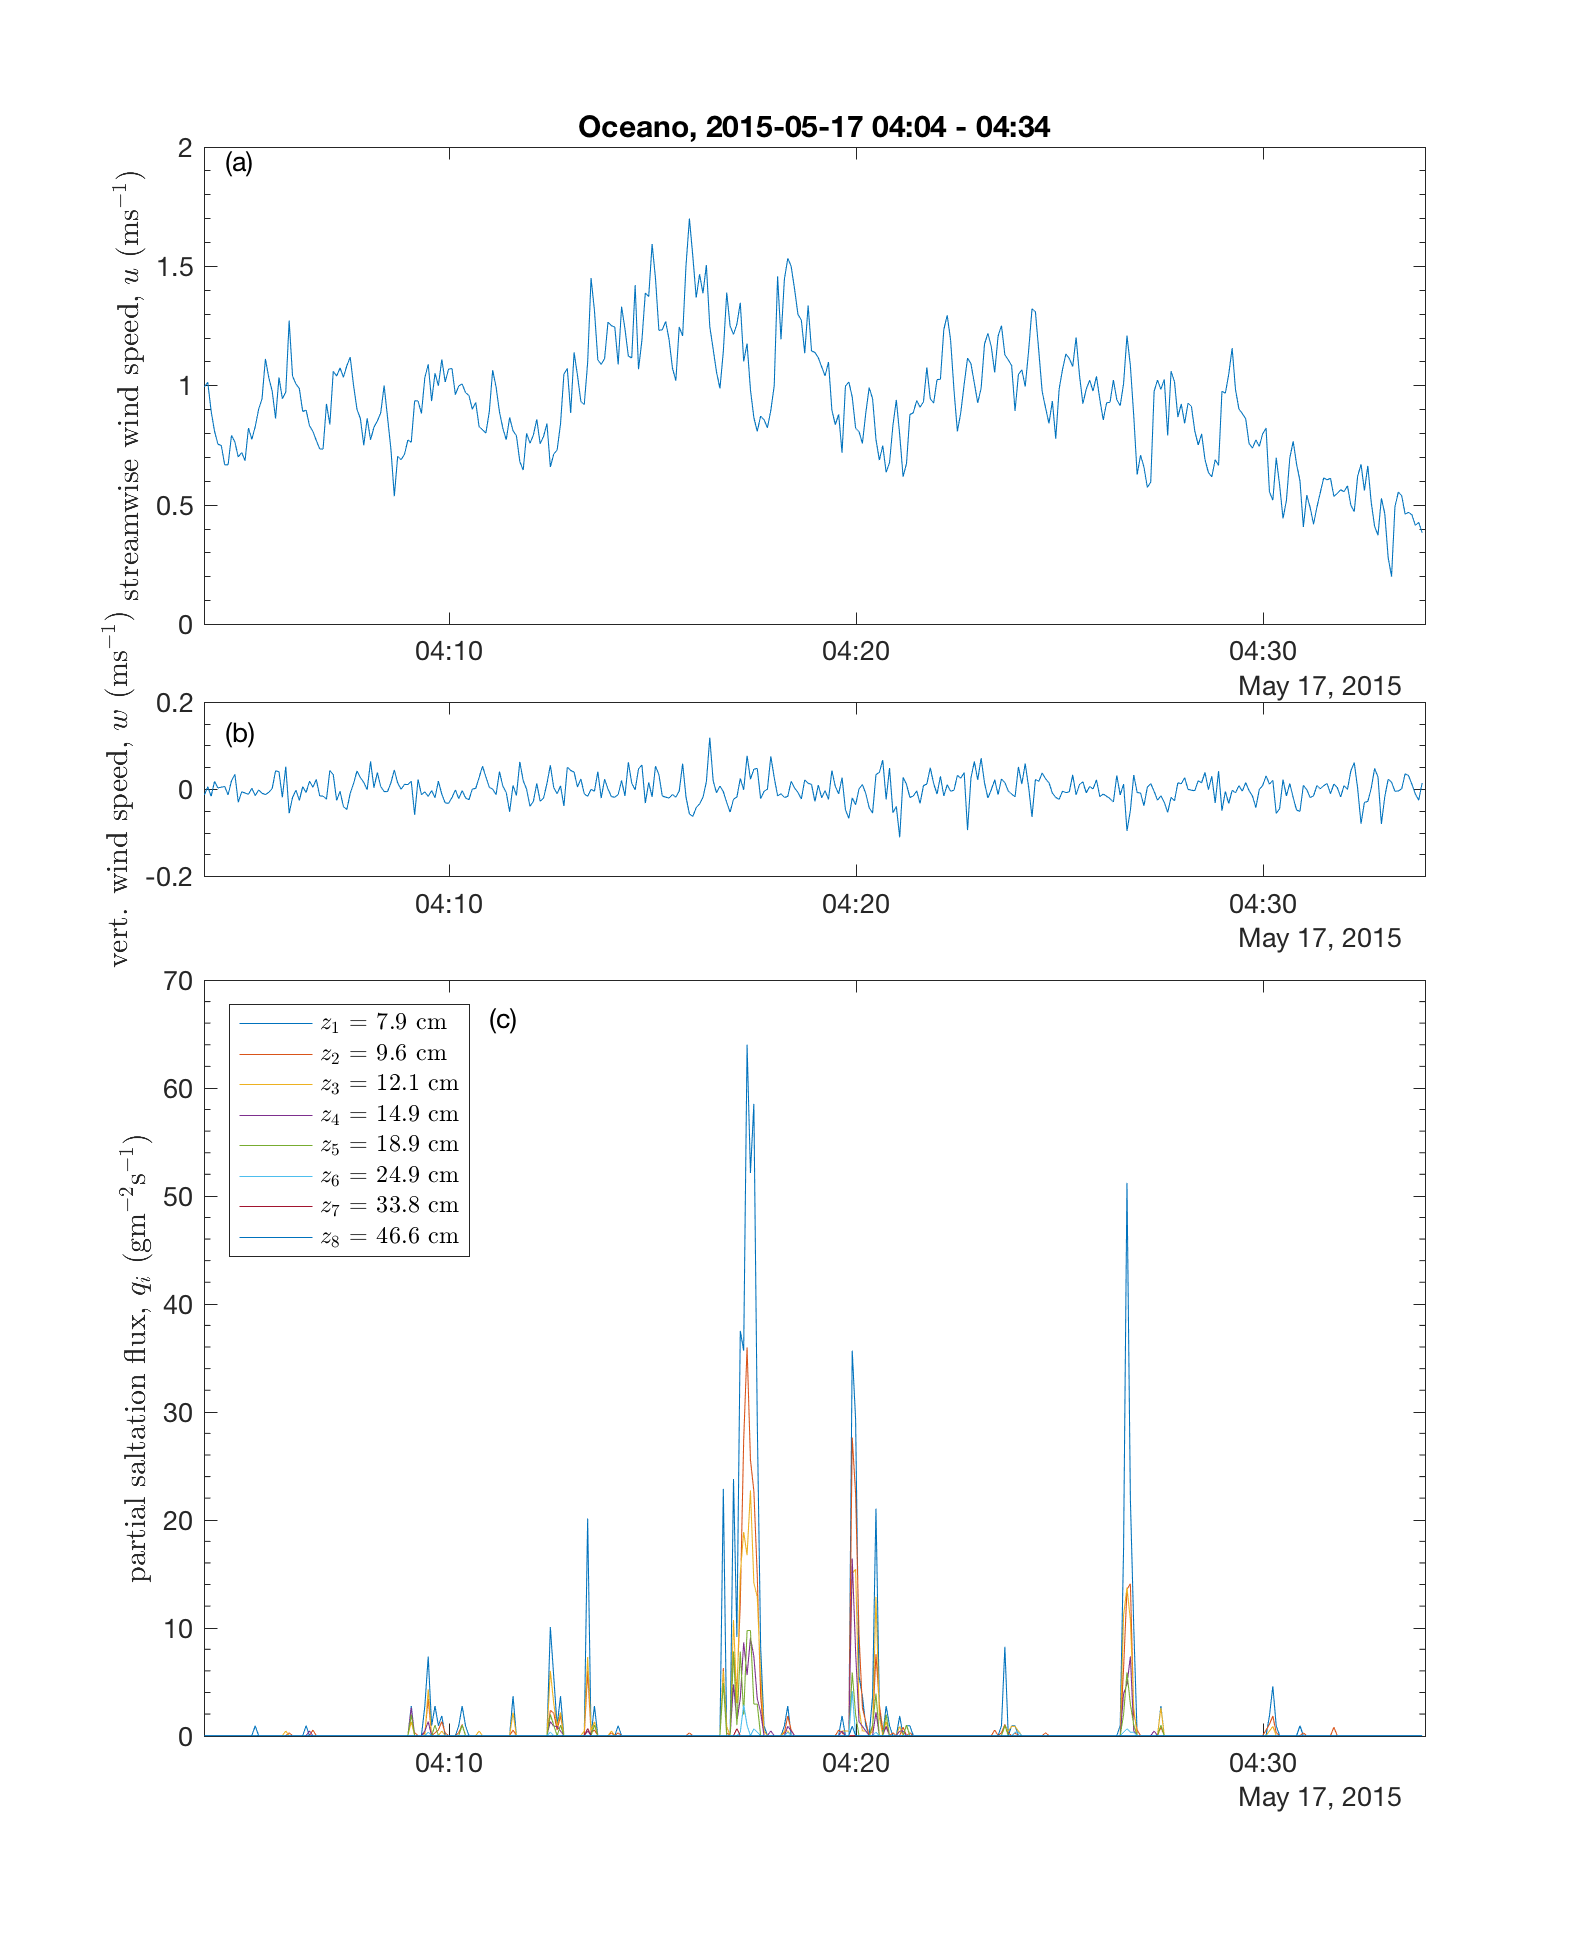 Oceano, 2015-05-17 04:04 - 04:34
(a)
streamwise wind speed, u (ms⁻¹)
2
1.5
1
0.5
0
04:10 04:20 04:30
May 17, 2015
(b)
vert. wind speed, w (ms⁻¹)
0.2
0
-0.2
04:10 04:20 04:30
May 17, 2015
(c)
partial saltation flux, qᵢ (gm⁻²s⁻¹)
70
60
50
40
30
20
10
0
z₁ = 7.9 cm
z₂ = 9.6 cm
z₃ = 12.1 cm
z₄ = 14.9 cm
z₅ = 18.9 cm
z₆ = 24.9 cm
z₇ = 33.8 cm
z₈ = 46.6 cm
04:10 04:20 04:30
May 17, 2015